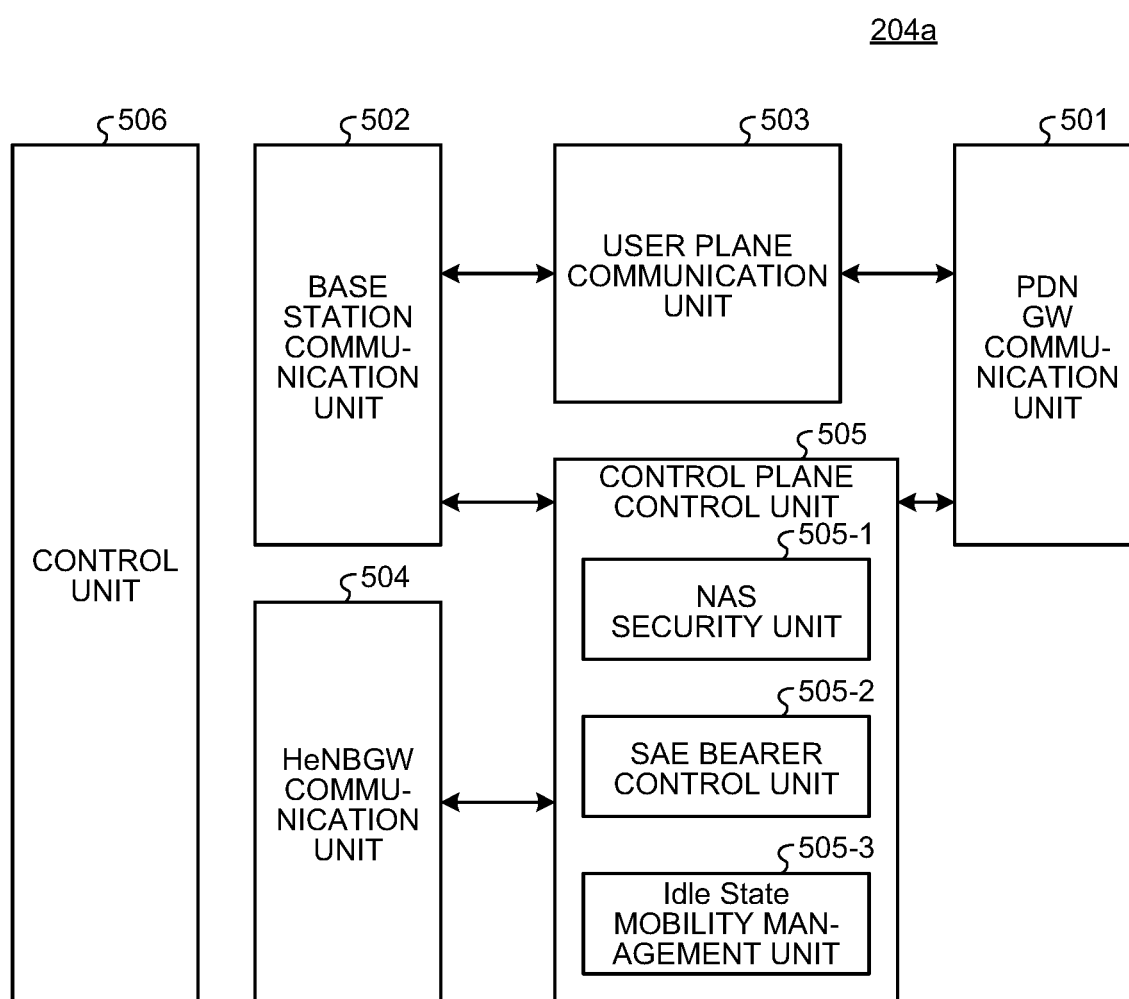 204a
506
502
503
501
CONTROL
UNIT
BASE
STATION
COMMU-
NICATION
UNIT
USER PLANE
COMMUNICATION
UNIT
PDN
GW
COMMU-
NICATION
UNIT
504
HeNBGW
COMMU-
NICATION
UNIT
505
CONTROL PLANE
CONTROL UNIT
505-1
NAS
SECURITY UNIT
505-2
SAE BEARER
CONTROL UNIT
505-3
Idle State
MOBILITY MAN-
AGEMENT UNIT